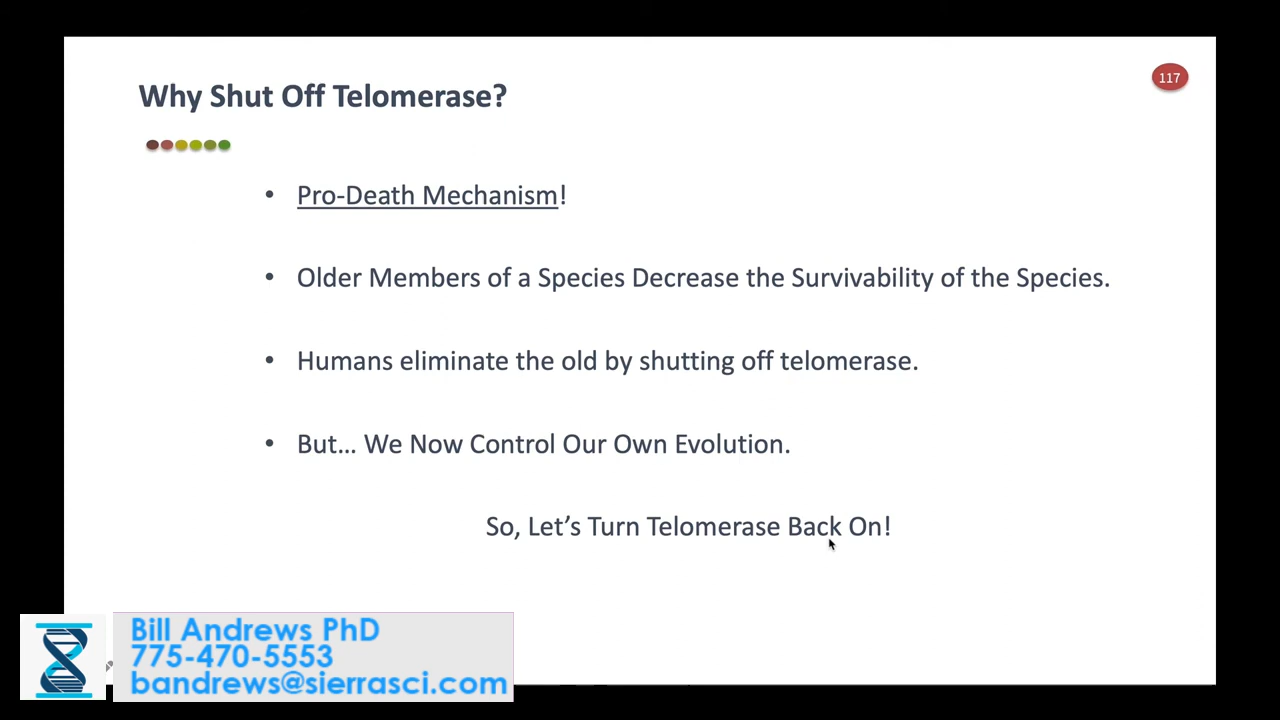 Why Shut Off Telomerase?
117
• Pro-Death Mechanism!
• Older Members of a Species Decrease the Survivability of the Species.
• Humans eliminate the old by shutting off telomerase.
• But... We Now Control Our Own Evolution.
So, Let's Turn Telomerase Back On!
Bill Andrews PhD
775-470-5553
bandrews@sierrasci.com